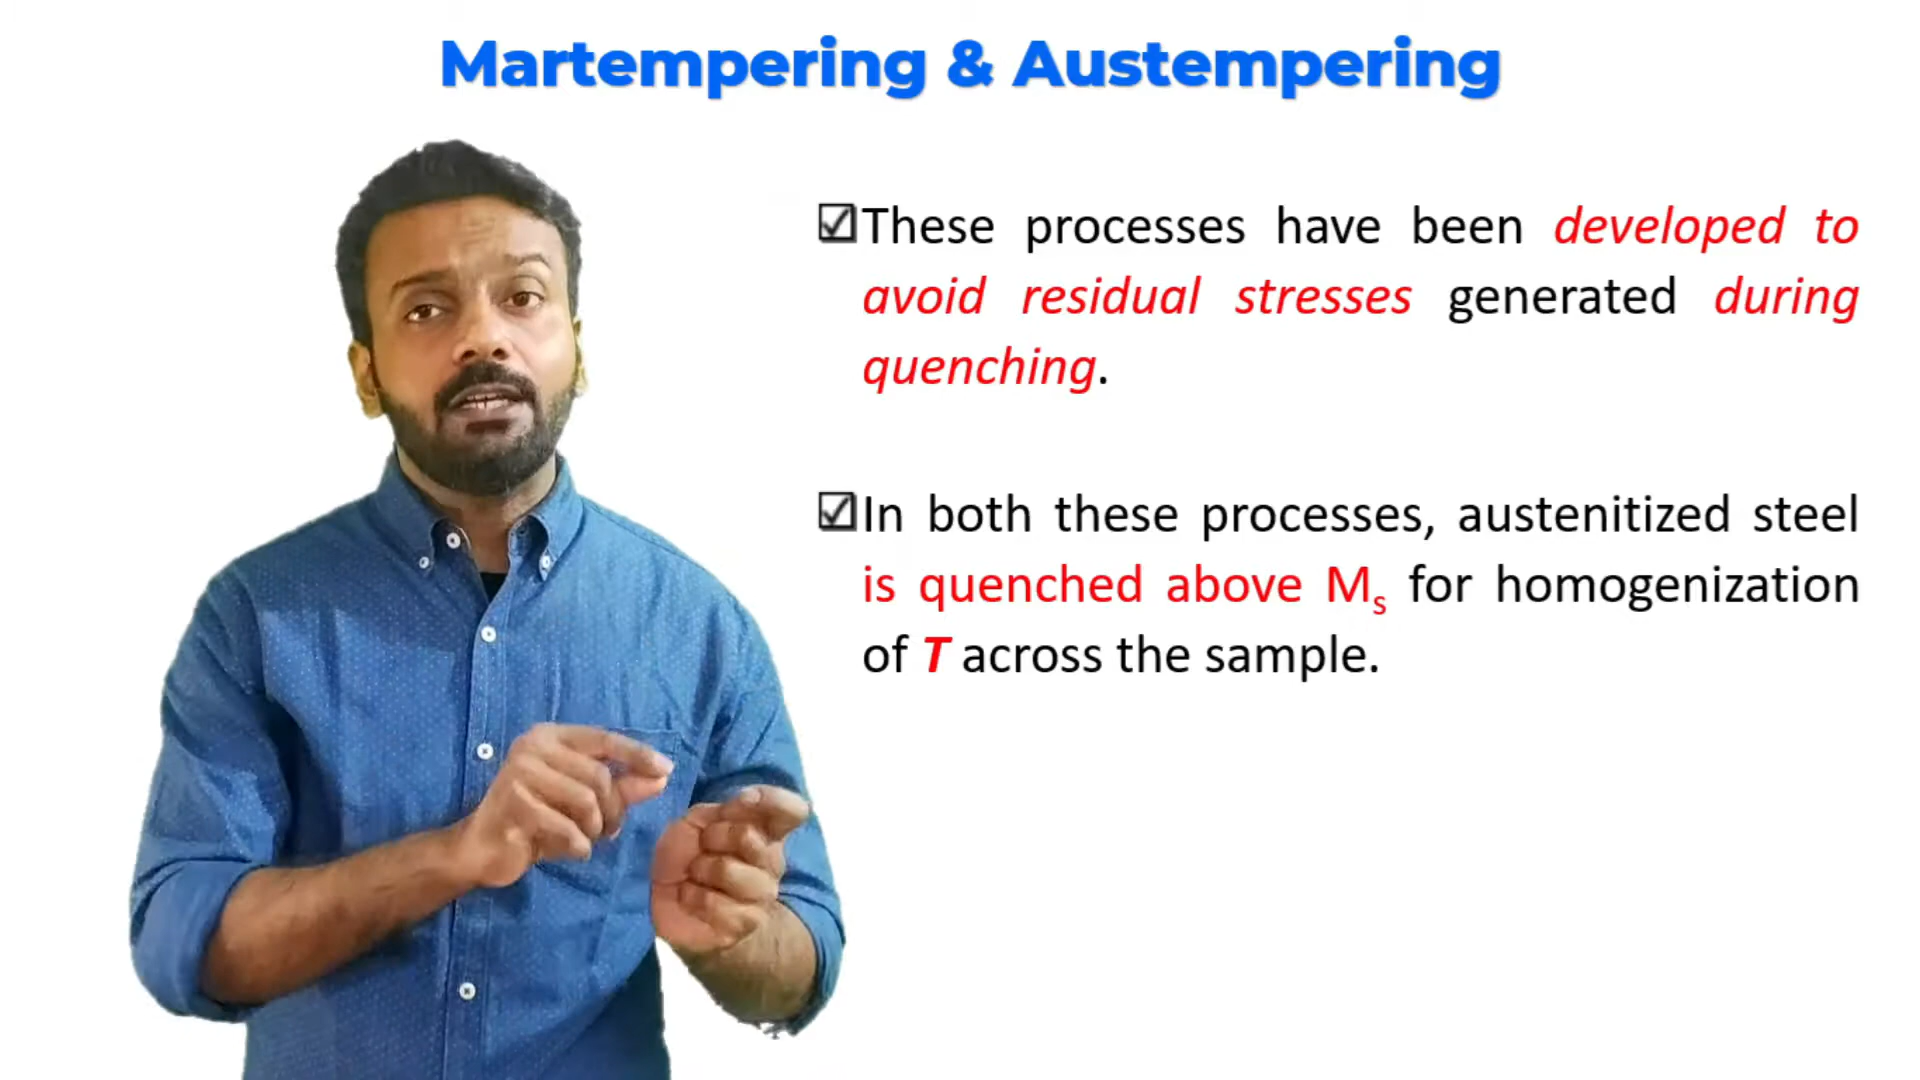 Martempering & Austempering
☑These processes have been developed to
avoid residual stresses generated during
quenching.
☑In both these processes, austenitized steel
is quenched above Ms for homogenization
of T across the sample.